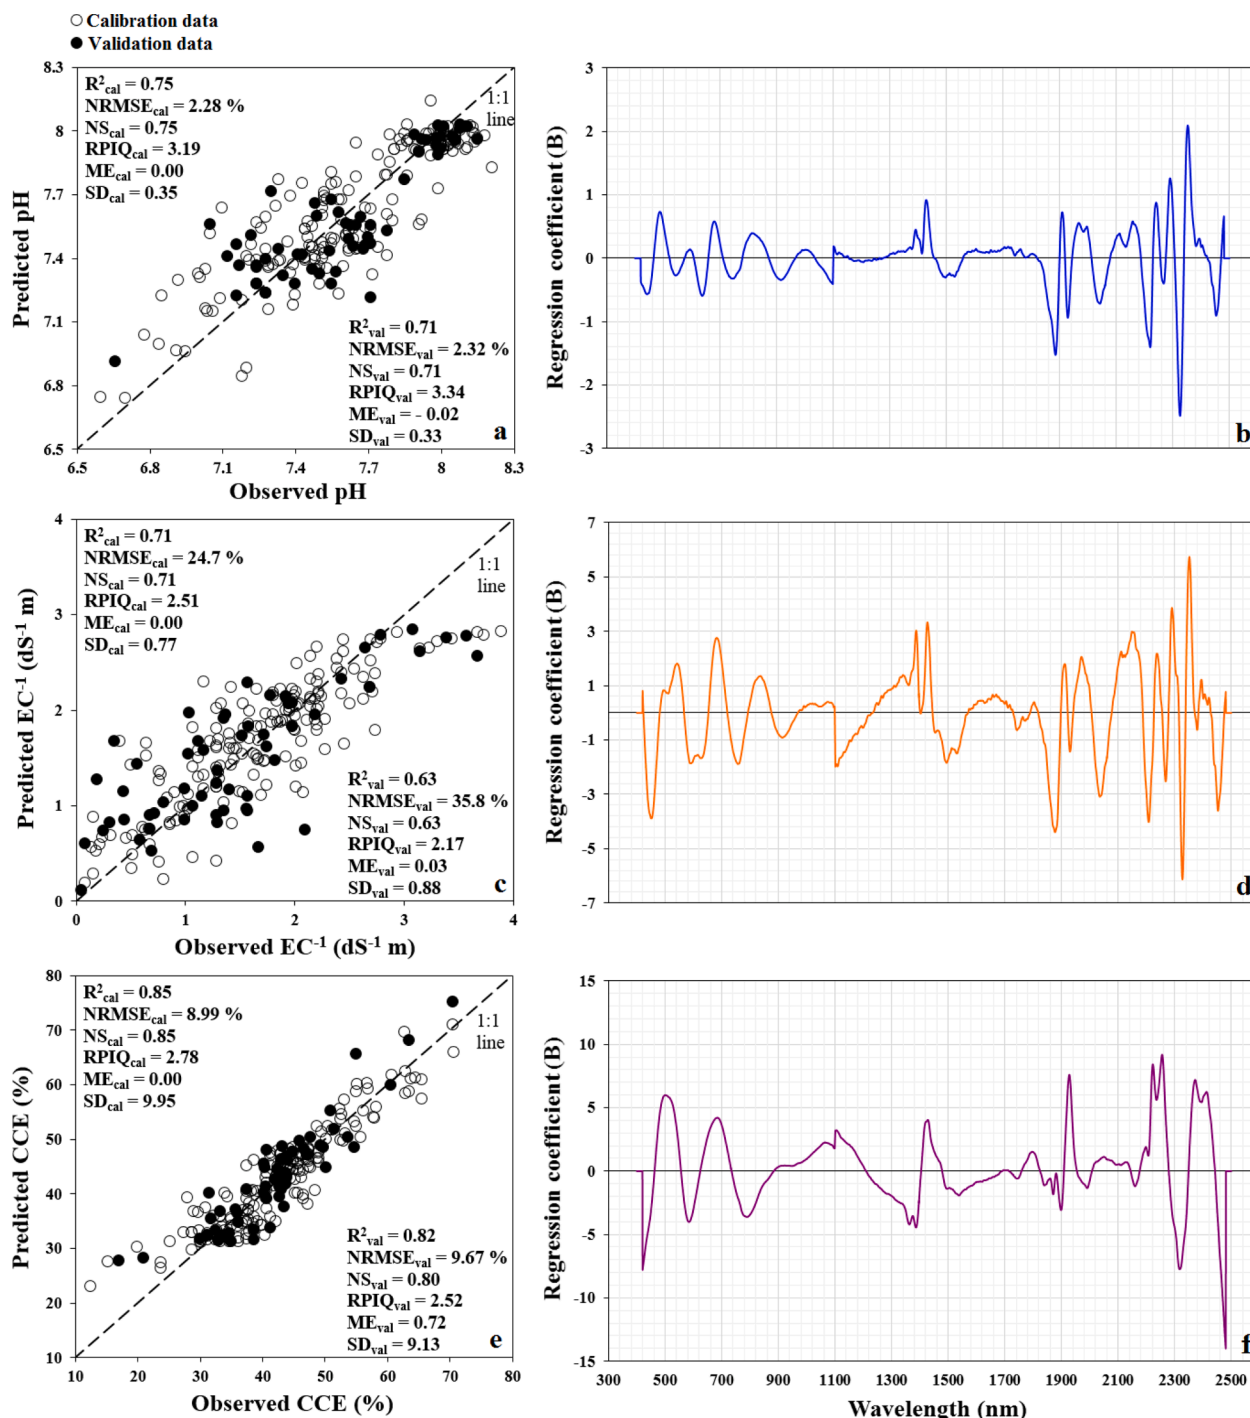 Calibration data
Validation data
R²cal = 0.75
NRMSEcal = 2.28 %
NScal = 0.75
RPIQcal = 3.19
MEcal = 0.00
SDcal = 0.35
1:1
line
R²val = 0.71
NRMSEval = 2.32 %
NSval = 0.71
RPIQval = 3.34
MEval = - 0.02
SDval = 0.33
a
8.3
8
7.7
7.4
7.1
6.8
6.5
Predicted pH
6.5 6.8 7.1 7.4 7.7 8 8.3
Observed pH
3
2
1
0
-1
-2
-3
Regression coefficient (B)
b
R²cal = 0.71
NRMSEcal = 24.7 %
NScal = 0.71
RPIQcal = 2.51
MEcal = 0.00
SDcal = 0.77
1:1
line
R²val = 0.63
NRMSEval = 35.8 %
NSval = 0.63
RPIQval = 2.17
MEval = 0.03
SDval = 0.88
c
4
3
2
1
0
Predicted EC⁻¹ (dS⁻¹ m)
0 1 2 3 4
Observed EC⁻¹ (dS⁻¹ m)
7
5
3
1
-1
-3
-5
-7
Regression coefficient (B)
d
R²cal = 0.85
NRMSEcal = 8.99 %
NScal = 0.85
RPIQcal = 2.78
MEcal = 0.00
SDcal = 9.95
1:1
line
R²val = 0.82
NRMSEval = 9.67 %
NSval = 0.80
RPIQval = 2.52
MEval = 0.72
SDval = 9.13
e
80
70
60
50
40
30
20
10
Predicted CCE (%)
10 20 30 40 50 60 70 80
Observed CCE (%)
15
10
5
0
-5
-10
-15
Regression coefficient (B)
f
300 500 700 900 1100 1300 1500 1700 1900 2100 2300 2500
Wavelength (nm)